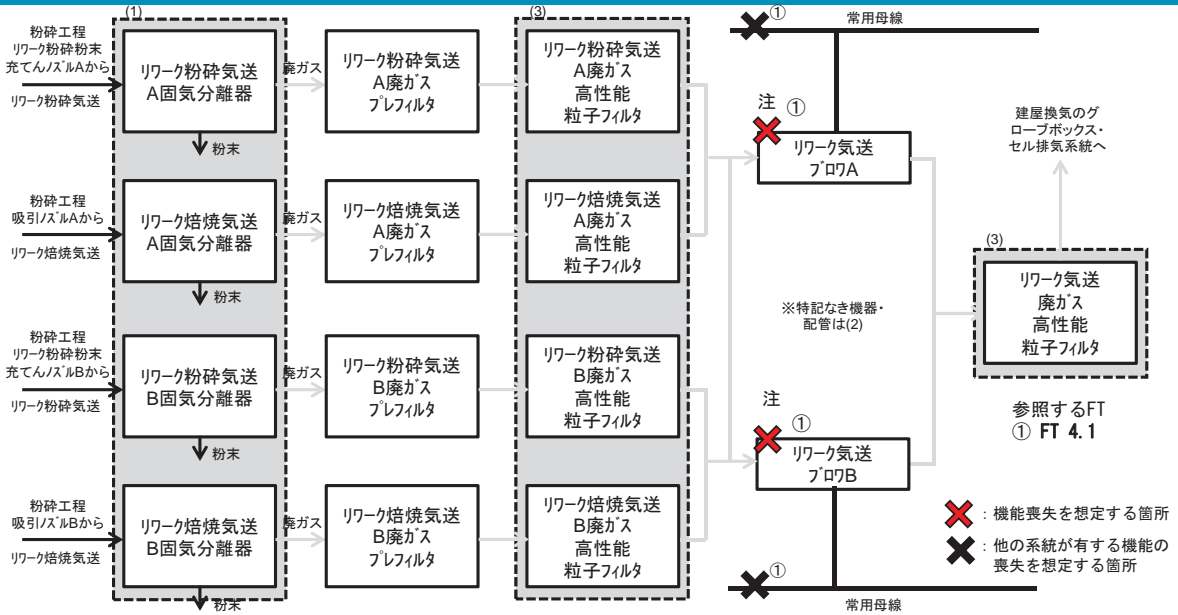 (1)
粉砕工程
リワーク粉砕粉末
充てんノズルAから
リワーク粉砕気送
リワーク粉砕気送
A固気分離器
粉末
廃ガス
リワーク粉砕気送
A廃ガス
プレフィルタ
(3)
リワーク粉砕気送
A廃ガス
高性能
粒子フィルタ
粉砕工程
吸引ノズルAから
リワーク焙焼気送
リワーク焙焼気送
A固気分離器
粉末
廃ガス
リワーク焙焼気送
A廃ガス
プレフィルタ
リワーク焙焼気送
A廃ガス
高性能
粒子フィルタ
粉砕工程
リワーク粉砕粉末
充てんノズルBから
リワーク粉砕気送
リワーク粉砕気送
B固気分離器
粉末
廃ガス
リワーク粉砕気送
B廃ガス
プレフィルタ
リワーク粉砕気送
B廃ガス
高性能
粒子フィルタ
粉砕工程
吸引ノズルBから
リワーク焙焼気送
リワーク焙焼気送
B固気分離器
粉末
廃ガス
リワーク焙焼気送
B廃ガス
プレフィルタ
リワーク焙焼気送
B廃ガス
高性能
粒子フィルタ
①
常用母線
注 ①
リワーク気送
ブロワA
※特記なき機器・
配管は(2)
注
①
リワーク気送
ブロワB
①
常用母線
建屋換気のグ
ローブボックス・
セル排気系統へ
(3)
リワーク気送
廃ガス
高性能
粒子フィルタ
参照するFT
① FT 4.1
：機能喪失を想定する箇所
：他の系統が有する機能の
喪失を想定する箇所